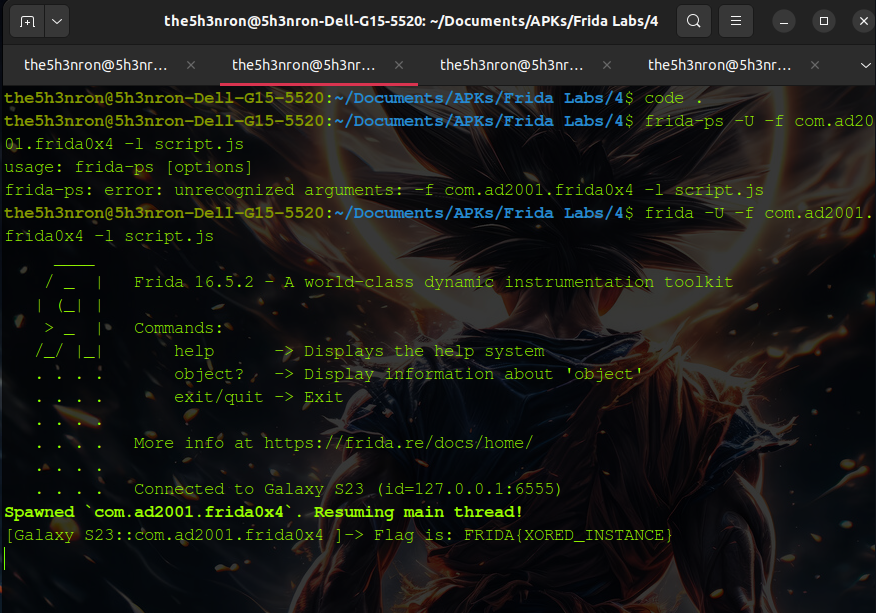 the5h3nron@5h3nron-Dell-G15-5520: ~/Documents/APKs/Frida Labs/4
the5h3nron@5h3nr... the5h3nron@5h3nr... the5h3nron@5h3nr... the5h3nron@5h3nr...
the5h3nron@5h3nron-Dell-G15-5520:~/Documents/APKs/Frida Labs/4$ code .
the5h3nron@5h3nron-Dell-G15-5520:~/Documents/APKs/Frida Labs/4$ frida-ps -U -f com.ad20
01.frida0x4 -l script.js
usage: frida-ps [options]
frida-ps: error: unrecognized arguments: -f com.ad2001.frida0x4 -l script.js
the5h3nron@5h3nron-Dell-G15-5520:~/Documents/APKs/Frida Labs/4$ frida -U -f com.ad2001.
frida0x4 -l script.js
     ____
    / _  |   Frida 16.5.2 - A world-class dynamic instrumentation toolkit
   | (_| |
    > _  |   Commands:
   /_/ |_|       help      -> Displays the help system
   . . . .       object?   -> Display information about 'object'
   . . . .       exit/quit -> Exit
   . . . .
   . . . .   More info at https://frida.re/docs/home/
   . . . .
   . . . .   Connected to Galaxy S23 (id=127.0.0.1:6555)
Spawned `com.ad2001.frida0x4`. Resuming main thread!
[Galaxy S23::com.ad2001.frida0x4 ]-> Flag is: FRIDA{XORED_INSTANCE}